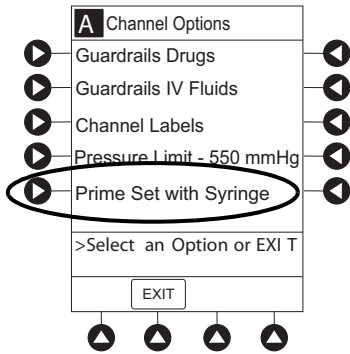 A Channel Options
Guardrails Drugs
Guardrails IV Fluids
Channel Labels
Pressure Limit - 550 mmHg
Prime Set with Syringe
>Select an Option or EXI T
EXIT